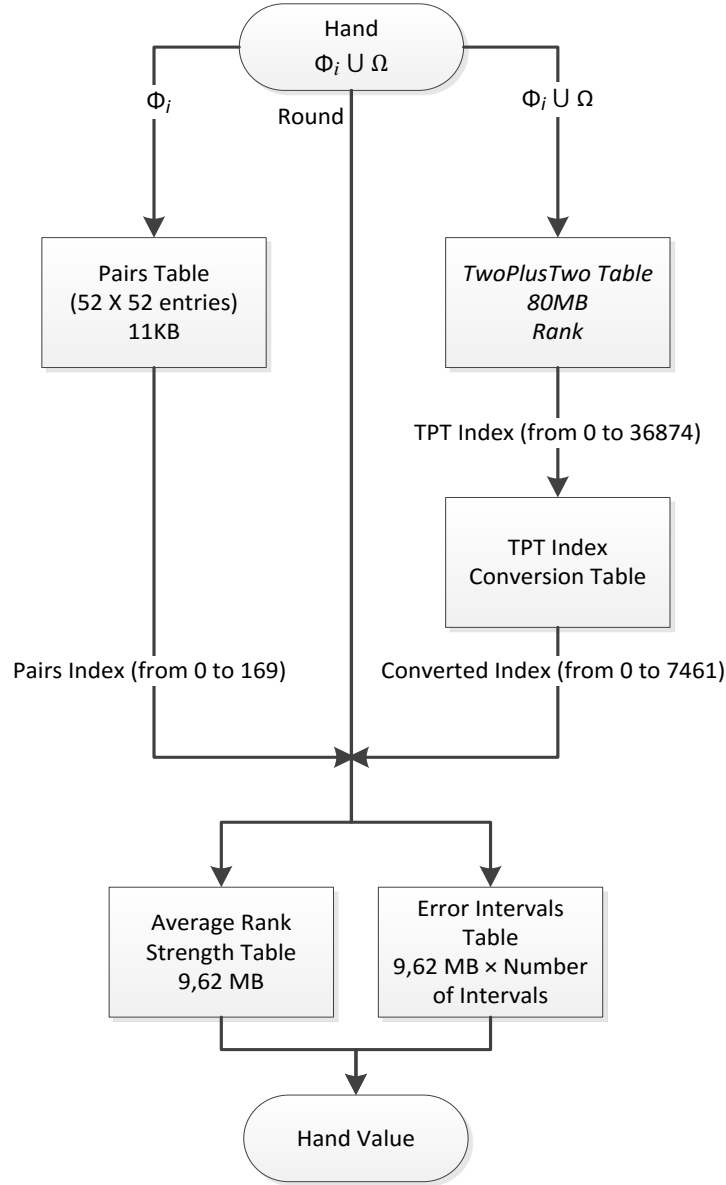 Hand
Φi ∪ Ω
Φi
Round
Φi ∪ Ω
Pairs Table
(52 X 52 entries)
11KB
TwoPlusTwo Table
80MB
Rank
TPT Index (from 0 to 36874)
TPT Index
Conversion Table
Pairs Index (from 0 to 169)
Converted Index (from 0 to 7461)
Average Rank
Strength Table
9,62 MB
Error Intervals
Table
9,62 MB × Number
of Intervals
Hand Value